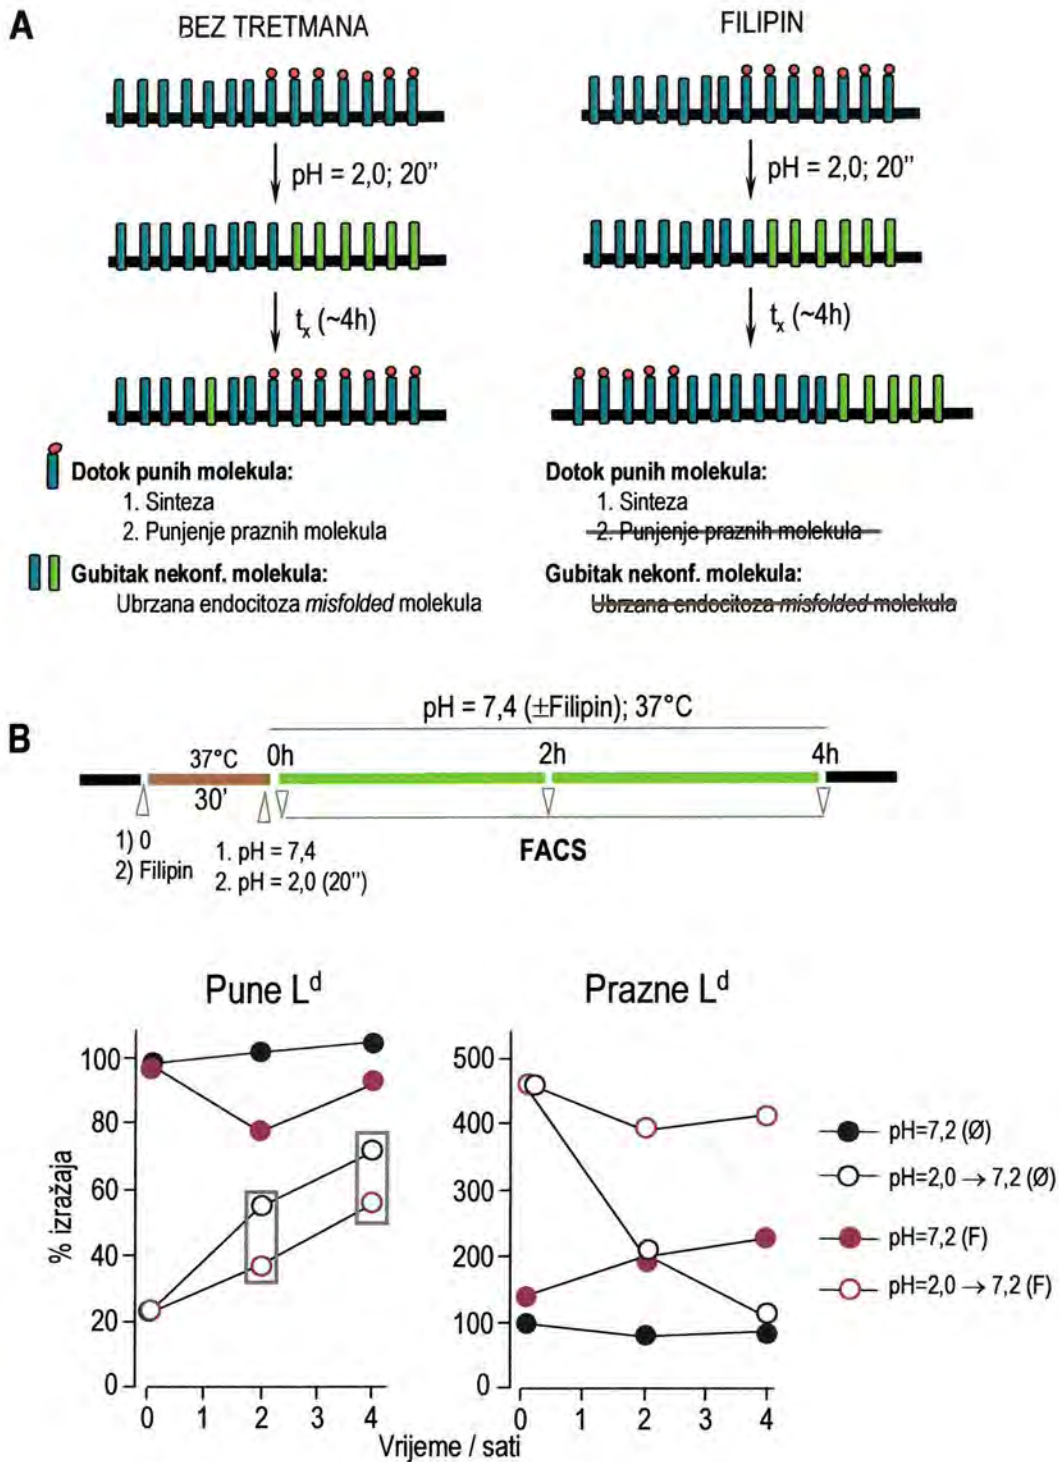 A
BEZ TRETMANA
FILIPIN
pH = 2,0; 20"
pH = 2,0; 20"
tx (~4h)
tx (~4h)
Dotok punih molekula:
1. Sinteza
2. Punjenje praznih molekula
Gubitak nekonf. molekula:
Ubrzana endocitoza misfolded molekula
Dotok punih molekula:
1. Sinteza
2. Punjenje praznih molekula
Gubitak nekonf. molekula:
Ubrzana endocitoza misfolded molekula
B
pH = 7,4 (±Filipin); 37°C
37°C
0h
2h
4h
30'
1) 0
2) Filipin
1. pH = 7,4
2. pH = 2,0 (20")
FACS
Pune Ld
Prazne Ld
% izražaja
100
80
60
40
20
0
0 1 2 3 4
500
400
300
200
100
0
0 1 2 3 4
Vrijeme / sati
pH=7,2 (Ø)
pH=2,0 → 7,2 (Ø)
pH=7,2 (F)
pH=2,0 → 7,2 (F)